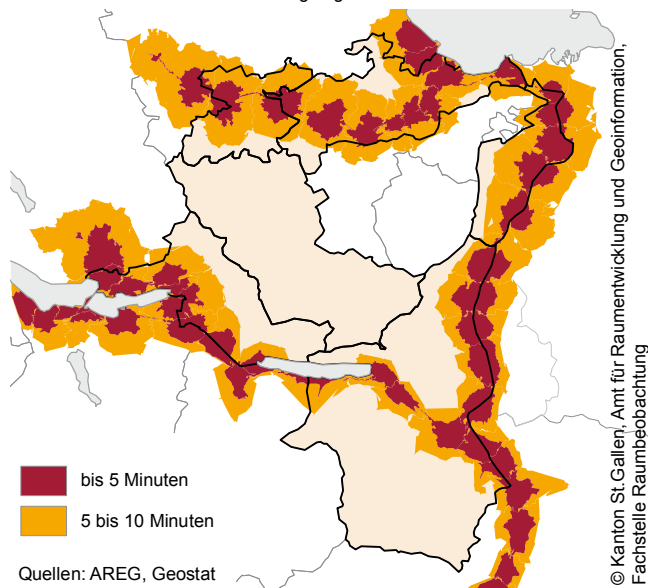 bis 5 Minuten
5 bis 10 Minuten
Quellen: AREG, Geostat
© Kanton St.Gallen, Amt für Raumentwicklung und Geoinformation,
Fachstelle Raumbeobachtung